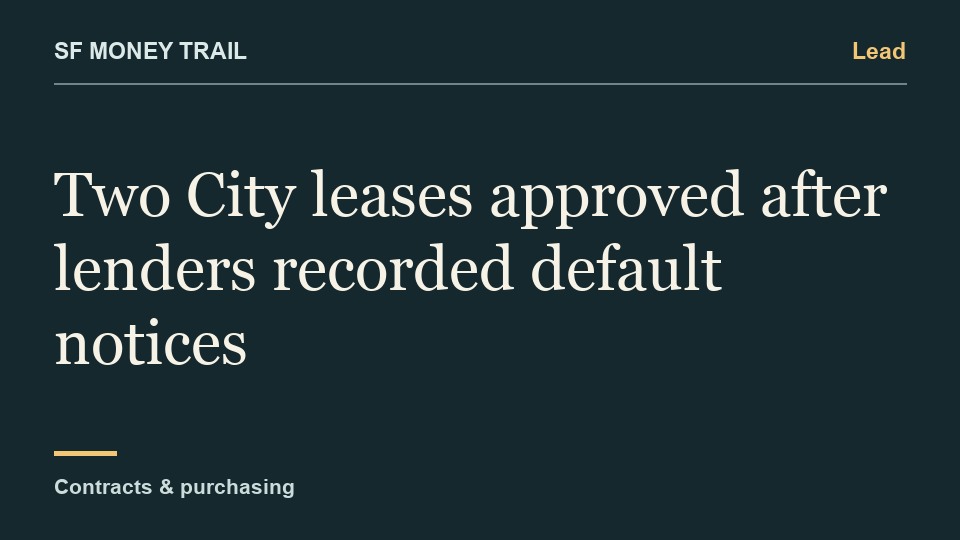 SF MONEY TRAIL
Lead
Two City leases approved after
lenders recorded default
notices
Contracts & purchasing